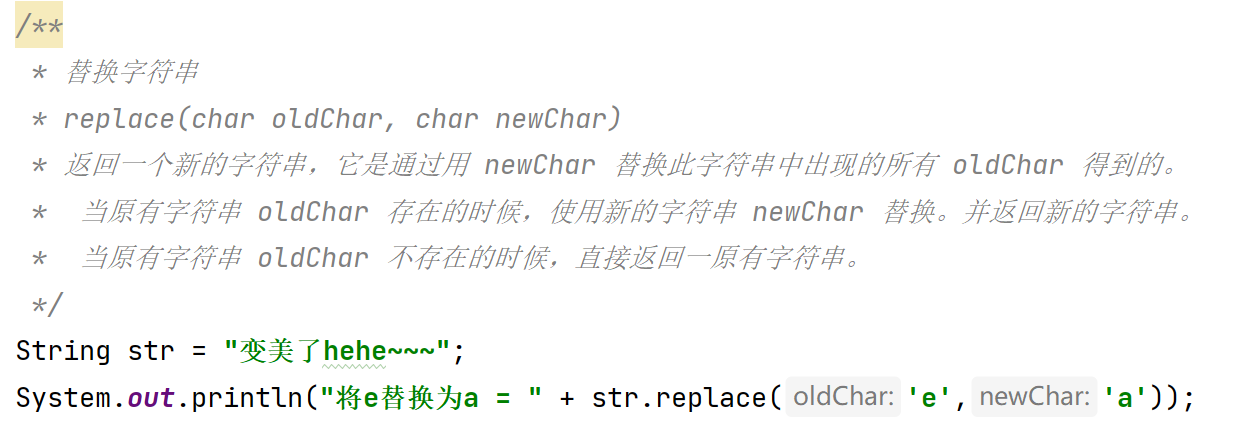 /**
 * 替换字符串
 * replace(char oldChar, char newChar)
 * 返回一个新的字符串，它是通过用 newChar 替换此字符串中出现的所有 oldChar 得到的。
 *  当原有字符串 oldChar 存在的时候，使用新的字符串 newChar 替换。并返回新的字符串。
 *  当原有字符串 oldChar 不存在的时候，直接返回一原有字符串。
 */
String str = "变美了hehe~~~";
System.out.println("将e替换为a = " + str.replace( oldChar: 'e', newChar: 'a'));